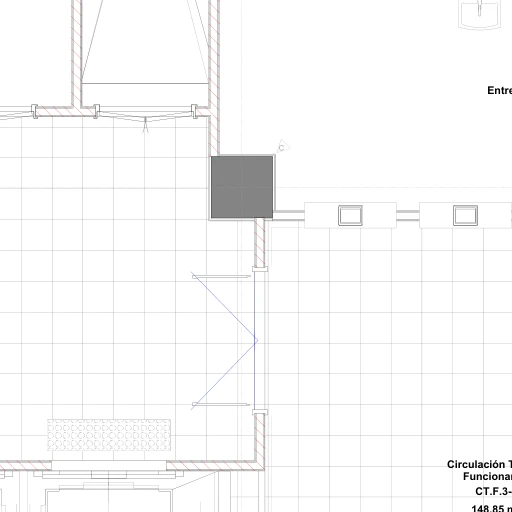 Entre
C
Circulación T
Funcionar
CT.F.3-
148.85 m